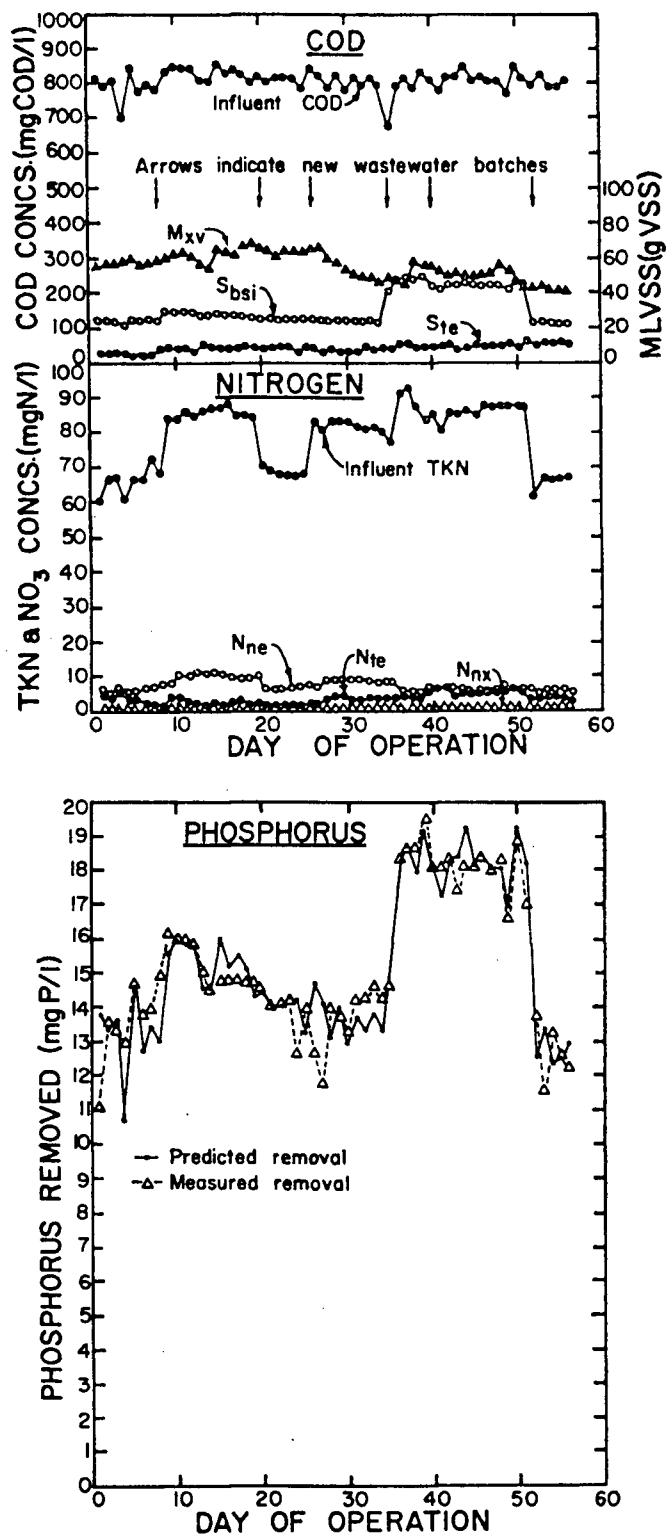 COD
1000
900
800
700
600
500
400
300
200
100
0
COD CONCS.(mgCOD/l)
Influent COD
Arrows indicate new wastewater batches
Mxv
Sbsi
Ste
100
80
60
40
20
0
MLVSS(gVSS)
NITROGEN
100
90
80
70
60
50
40
30
20
10
0
TKN a NO3 CONCS.(mgN/l)
Influent TKN
Nne
Nte
Nnx
0 10 20 30 40 50 60
DAY OF OPERATION
PHOSPHORUS
20
19
18
17
16
15
14
13
12
11
10
9
8
7
6
5
4
3
2
1
0
PHOSPHORUS REMOVED (mgP/l)
Predicted removal
Measured removal
0 10 20 30 40 50 60
DAY OF OPERATION